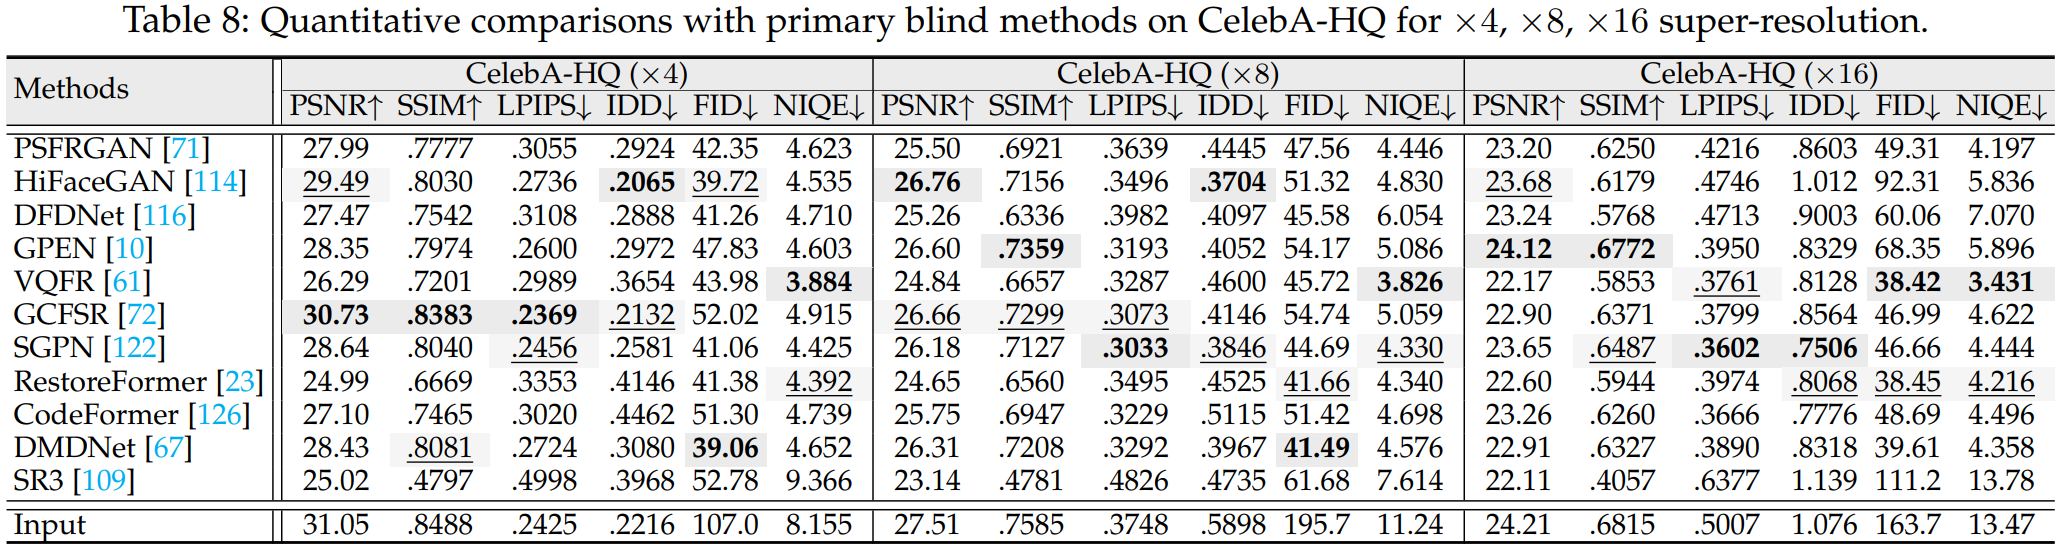 Table 8: Quantitative comparisons with primary blind methods on CelebA-HQ for ×4, ×8, ×16 super-resolution.
Methods CelebA-HQ (×4) CelebA-HQ (×8) CelebA-HQ (×16)
PSNR↑ SSIM↑ LPIPS↓ IDD↓ FID↓ NIQE↓ PSNR↑ SSIM↑ LPIPS↓ IDD↓ FID↓ NIQE↓ PSNR↑ SSIM↑ LPIPS↓ IDD↓ FID↓ NIQE↓
PSFRGAN [71] 27.99 .7777 .3055 .2924 42.35 4.623 25.50 .6921 .3639 .4445 47.56 4.446 23.20 .6250 .4216 .8603 49.31 4.197
HiFaceGAN [114] 29.49 .8030 .2736 .2065 39.72 4.535 26.76 .7156 .3496 .3704 51.32 4.830 23.68 .6179 .4746 1.012 92.31 5.836
DFDNet [116] 27.47 .7542 .3108 .2888 41.26 4.710 25.26 .6336 .3982 .4097 45.58 6.054 23.24 .5768 .4713 .9003 60.06 7.070
GPEN [10] 28.35 .7974 .2600 .2972 47.83 4.603 26.60 .7359 .3193 .4052 54.17 5.086 24.12 .6772 .3950 .8329 68.35 5.896
VQFR [61] 26.29 .7201 .2989 .3654 43.98 3.884 24.84 .6657 .3287 .4600 45.72 3.826 22.17 .5853 .3761 .8128 38.42 3.431
GCFSR [72] 30.73 .8383 .2369 .2132 52.02 4.915 26.66 .7299 .3073 .4146 54.74 5.059 22.90 .6371 .3799 .8564 46.99 4.622
SGPN [122] 28.64 .8040 .2456 .2581 41.06 4.425 26.18 .7127 .3033 .3846 44.69 4.330 23.65 .6487 .3602 .7506 46.66 4.444
RestoreFormer [23] 24.99 .6669 .3353 .4146 41.38 4.392 24.65 .6560 .3495 .4525 41.66 4.340 22.60 .5944 .3974 .8068 38.45 4.216
CodeFormer [126] 27.10 .7465 .3020 .4462 51.30 4.739 25.75 .6947 .3229 .5115 51.42 4.698 23.26 .6260 .3666 .7776 48.69 4.496
DMDNet [67] 28.43 .8081 .2724 .3080 39.06 4.652 26.31 .7208 .3292 .3967 41.49 4.576 22.91 .6327 .3890 .8318 39.61 4.358
SR3 [109] 25.02 .4797 .4998 .3968 52.78 9.366 23.14 .4781 .4826 .4735 61.68 7.614 22.11 .4057 .6377 1.139 111.2 13.78
Input 31.05 .8488 .2425 .2216 107.0 8.155 27.51 .7585 .3748 .5898 195.7 11.24 24.21 .6815 .5007 1.076 163.7 13.47